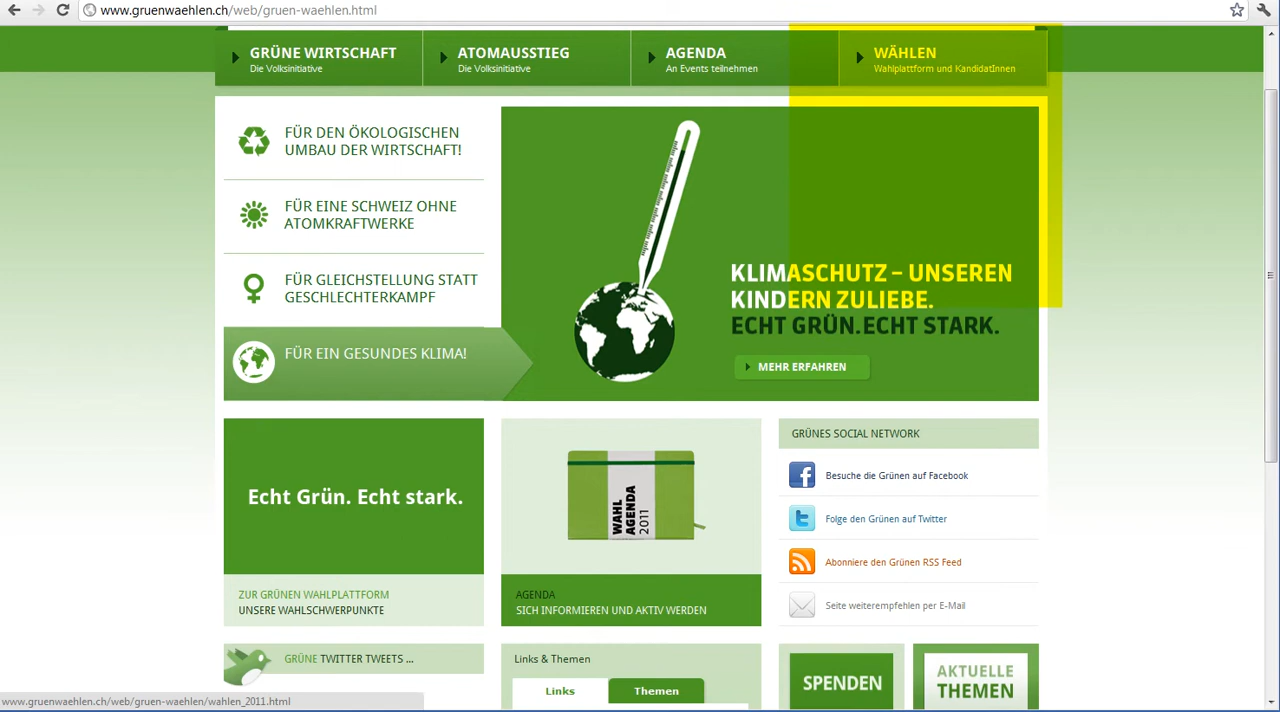 www.gruenwaehlen.ch/web/gruen-waehlen.html
GRÜNE WIRTSCHAFT
Die Volksinitiative
ATOMAUSSTIEG
Die Volksinitiative
AGENDA
An Events teilnehmen
WÄHLEN
Wahlplattform und KandidatInnen
FÜR DEN ÖKOLOGISCHEN
UMBAU DER WIRTSCHAFT!
FÜR EINE SCHWEIZ OHNE
ATOMKRAFTWERKE
FÜR GLEICHSTELLUNG STATT
GESCHLECHTERKAMPF
FÜR EIN GESUNDES KLIMA!
KLIMASCHUTZ – UNSEREN
KINDERN ZULIEBE.
ECHT GRÜN.ECHT STARK.
MEHR ERFAHREN
Echt Grün. Echt stark.
ZUR GRÜNEN WAHLPLATTFORM
UNSERE WAHLSCHWERPUNKTE
WAHL
AGENDA
2011
AGENDA
SICH INFORMIEREN UND AKTIV WERDEN
GRÜNES SOCIAL NETWORK
Besuche die Grünen auf Facebook
Folge den Grünen auf Twitter
Abonniere den Grünen RSS Feed
Seite weiterempfehlen per E-Mail
GRÜNE TWITTER TWEETS ...
Links & Themen
Links
Themen
SPENDEN
AKTUELLE
THEMEN
www.gruenwaehlen.ch/web/gruen-waehlen/wahlen_2011.html